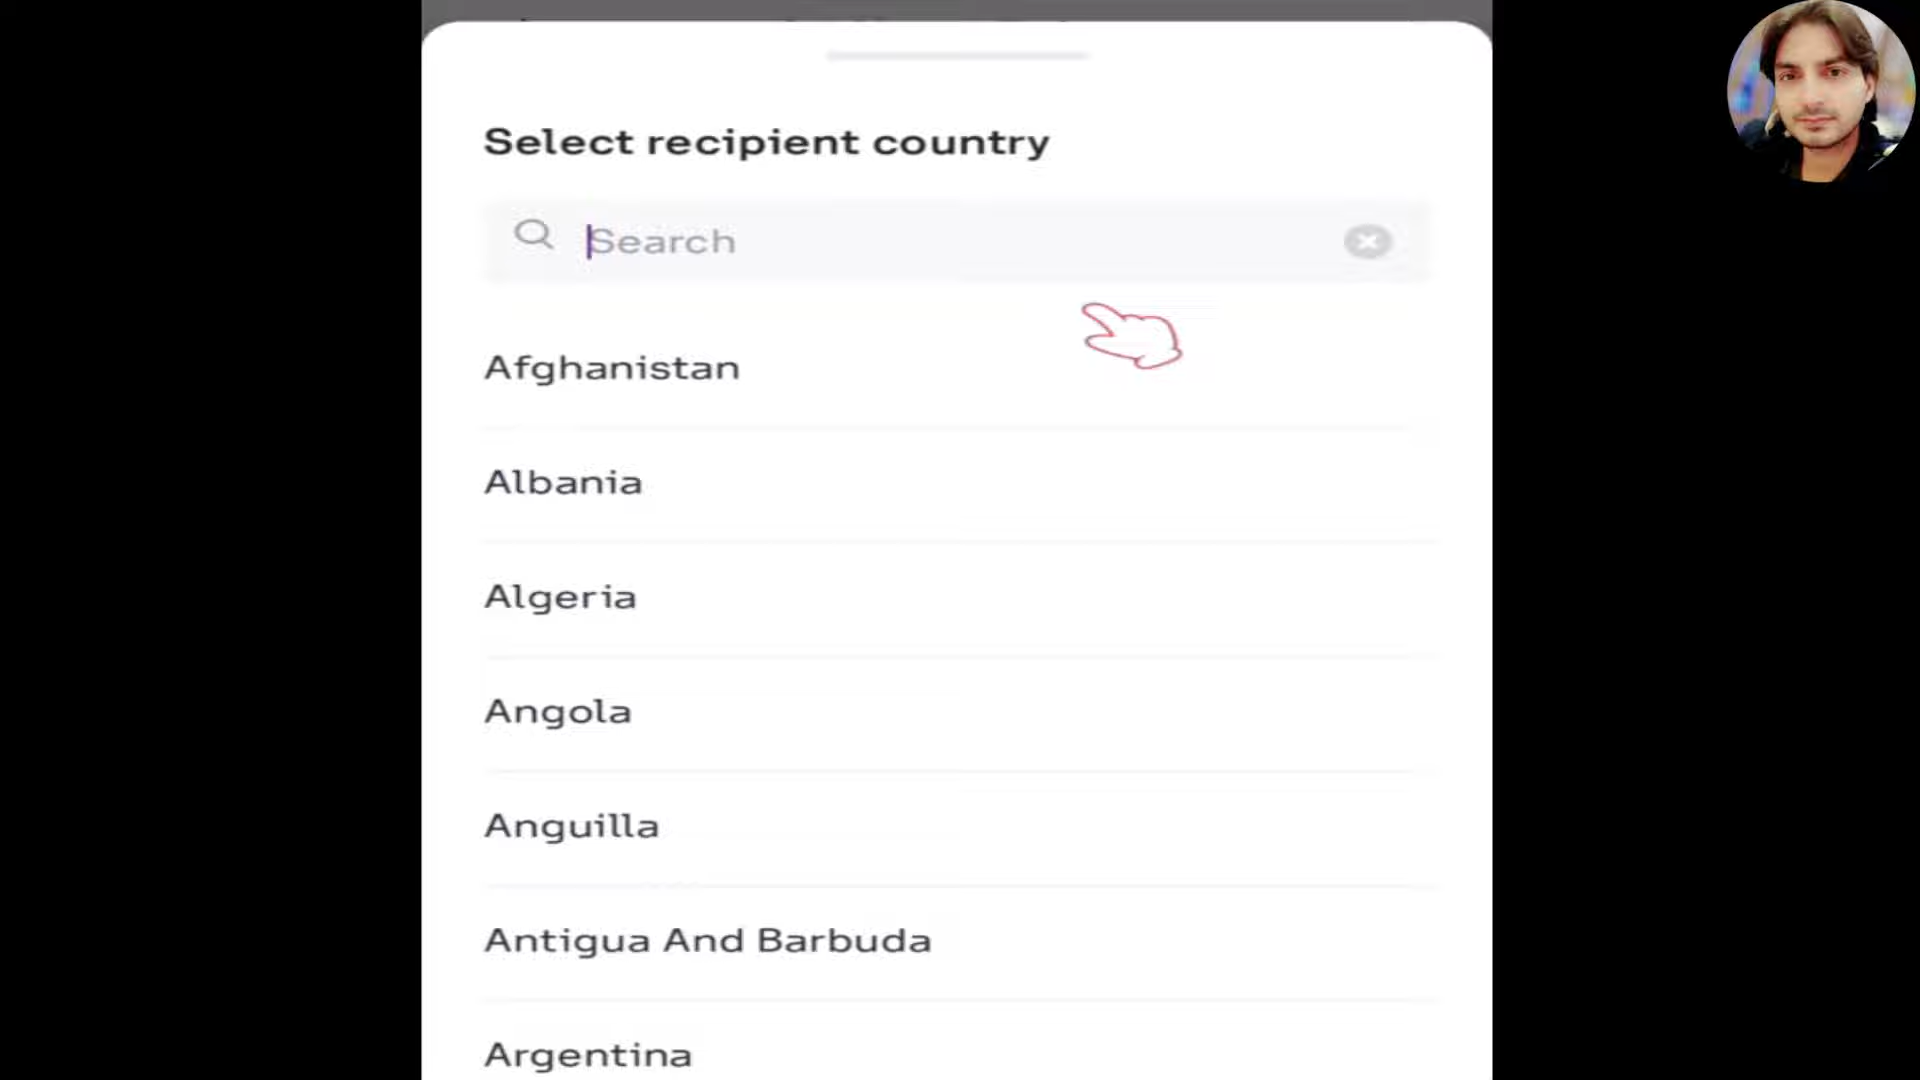 Select recipient country
Search
Afghanistan
Albania
Algeria
Angola
Anguilla
Antigua And Barbuda
Argentina